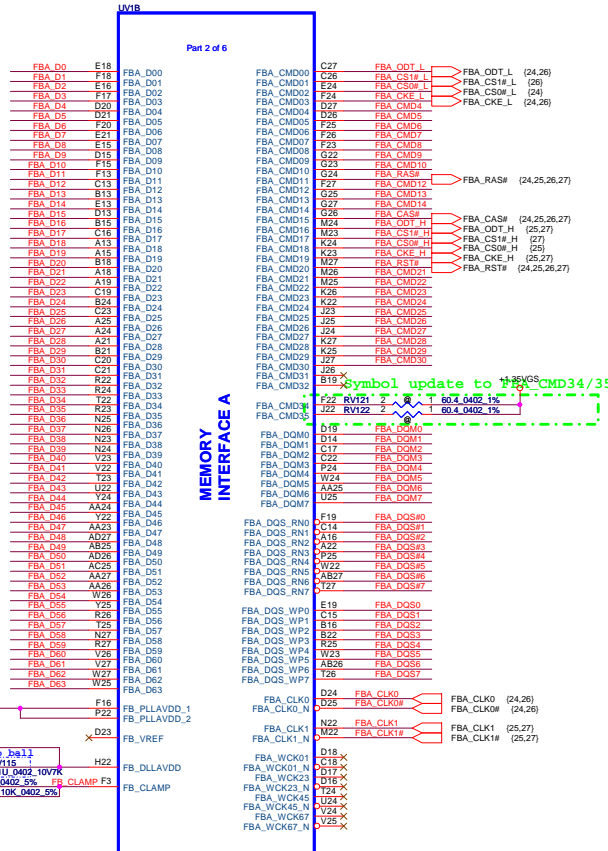 UV1B
Part 2 of 6
FBA_D0 E18 FBA_D00
FBA_D1 F18 FBA_D01
FBA_D2 E16 FBA_D02
FBA_D3 F17 FBA_D03
FBA_D4 D20 FBA_D04
FBA_D5 D21 FBA_D05
FBA_D6 F20 FBA_D06
FBA_D7 E21 FBA_D07
FBA_D8 E15 FBA_D08
FBA_D9 D15 FBA_D09
FBA_D10 F15 FBA_D10
FBA_D11 F13 FBA_D11
FBA_D12 C13 FBA_D12
FBA_D13 B13 FBA_D13
FBA_D14 E13 FBA_D14
FBA_D15 D13 FBA_D15
FBA_D16 B15 FBA_D16
FBA_D17 C16 FBA_D17
FBA_D18 A13 FBA_D18
FBA_D19 A15 FBA_D19
FBA_D20 B18 FBA_D20
FBA_D21 A18 FBA_D21
FBA_D22 A19 FBA_D22
FBA_D23 C19 FBA_D23
FBA_D24 B24 FBA_D24
FBA_D25 C23 FBA_D25
FBA_D26 A25 FBA_D26
FBA_D27 A24 FBA_D27
FBA_D28 A21 FBA_D28
FBA_D29 B21 FBA_D29
FBA_D30 C20 FBA_D30
FBA_D31 C21 FBA_D31
FBA_D32 R22 FBA_D32
FBA_D33 R24 FBA_D33
FBA_D34 T22 FBA_D34
FBA_D35 R23 FBA_D35
FBA_D36 N25 FBA_D36
FBA_D37 N26 FBA_D37
FBA_D38 N23 FBA_D38
FBA_D39 N24 FBA_D39
FBA_D40 V23 FBA_D40
FBA_D41 V22 FBA_D41
FBA_D42 T23 FBA_D42
FBA_D43 U22 FBA_D43
FBA_D44 Y24 FBA_D44
FBA_D45 AA24 FBA_D45
FBA_D46 Y22 FBA_D46
FBA_D47 AA23 FBA_D47
FBA_D48 AD27 FBA_D48
FBA_D49 AB25 FBA_D49
FBA_D50 AD26 FBA_D50
FBA_D51 AC25 FBA_D51
FBA_D52 AA27 FBA_D52
FBA_D53 AA26 FBA_D53
FBA_D54 W26 FBA_D54
FBA_D55 Y25 FBA_D55
FBA_D56 R26 FBA_D56
FBA_D57 T25 FBA_D57
FBA_D58 N27 FBA_D58
FBA_D59 R27 FBA_D59
FBA_D60 V26 FBA_D60
FBA_D61 V27 FBA_D61
FBA_D62 W27 FBA_D62
FBA_D63 W25 FBA_D63
F16 FB_PLLAVDD_1
P22 FB_PLLAVDD_2
D23 FB_VREF
ball
H22 FB_DLLAVDD
U_0402_10V7K
0402_5%
FB_CLAMP F3 FB_CLAMP
10K_0402_5%
MEMORY
INTERFACE A
FBA_CMD00 C27 FBA_ODT_L FBA_ODT_L {24,26}
FBA_CMD01 C26 FBA_CS1#_L FBA_CS1#_L {26}
FBA_CMD02 E24 FBA_CS0#_L FBA_CS0#_L {24}
FBA_CMD03 F24 FBA_CKE_L FBA_CKE_L {24,26}
FBA_CMD04 D27 FBA_CMD4
FBA_CMD05 D26 FBA_CMD5
FBA_CMD06 F25 FBA_CMD6
FBA_CMD07 F26 FBA_CMD7
FBA_CMD08 F23 FBA_CMD8
FBA_CMD09 G22 FBA_CMD9
FBA_CMD10 G23 FBA_CMD10
FBA_CMD11 G24 FBA_RAS# FBA_RAS# {24,25,26,27}
FBA_CMD12 F27 FBA_CMD12
FBA_CMD13 G25 FBA_CMD13
FBA_CMD14 G27 FBA_CMD14
FBA_CMD15 G26 FBA_CAS# FBA_CAS# {24,25,26,27}
FBA_CMD16 M24 FBA_ODT_H FBA_ODT_H {25,27}
FBA_CMD17 M23 FBA_CS1#_H FBA_CS1#_H {27}
FBA_CMD18 K24 FBA_CS0#_H FBA_CS0#_H {25}
FBA_CMD19 K23 FBA_CKE_H FBA_CKE_H {25,27}
FBA_CMD20 M27 FBA_RST# FBA_RST# {24,25,26,27}
FBA_CMD21 M26 FBA_CMD21
FBA_CMD22 M25 FBA_CMD22
FBA_CMD23 K26 FBA_CMD23
FBA_CMD24 K22 FBA_CMD24
FBA_CMD25 J23 FBA_CMD25
FBA_CMD26 J25 FBA_CMD26
FBA_CMD27 J24 FBA_CMD27
FBA_CMD28 K27 FBA_CMD28
FBA_CMD29 K25 FBA_CMD29
FBA_CMD30 J27 FBA_CMD30
FBA_CMD31 J26
FBA_CMD32 B19
+1.35VGS
Symbol update to FBA_CMD34/35
FBA_CMD34 F22 RV121 2 @ 1 60.4_0402_1%
FBA_CMD35 J22 RV122 2 @ 1 60.4_0402_1%
FBA_DQM0 D19 FBA_DQM0
FBA_DQM1 D14 FBA_DQM1
FBA_DQM2 C17 FBA_DQM2
FBA_DQM3 C22 FBA_DQM3
FBA_DQM4 P24 FBA_DQM4
FBA_DQM5 W24 FBA_DQM5
FBA_DQM6 AA25 FBA_DQM6
FBA_DQM7 U25 FBA_DQM7
FBA_DQS_RN0 F19 FBA_DQS#0
FBA_DQS_RN1 C14 FBA_DQS#1
FBA_DQS_RN2 A16 FBA_DQS#2
FBA_DQS_RN3 A22 FBA_DQS#3
FBA_DQS_RN4 P25 FBA_DQS#4
FBA_DQS_RN5 W22 FBA_DQS#5
FBA_DQS_RN6 AB27 FBA_DQS#6
FBA_DQS_RN7 T27 FBA_DQS#7
FBA_DQS_WP0 E19 FBA_DQS0
FBA_DQS_WP1 C15 FBA_DQS1
FBA_DQS_WP2 B16 FBA_DQS2
FBA_DQS_WP3 B22 FBA_DQS3
FBA_DQS_WP4 R25 FBA_DQS4
FBA_DQS_WP5 W23 FBA_DQS5
FBA_DQS_WP6 AB26 FBA_DQS6
FBA_DQS_WP7 T26 FBA_DQS7
FBA_CLK0 D24 FBA_CLK0 FBA_CLK0 {24,26}
FBA_CLK0_N D25 FBA_CLK0# FBA_CLK0# {24,26}
FBA_CLK1 N22 FBA_CLK1 FBA_CLK1 {25,27}
FBA_CLK1_N M22 FBA_CLK1# FBA_CLK1# {25,27}
FBA_WCK01 D18
FBA_WCK01_N C18
FBA_WCK23 D17
FBA_WCK23_N D16
FBA_WCK45 T24
FBA_WCK45_N U24
FBA_WCK67 V24
FBA_WCK67_N V25